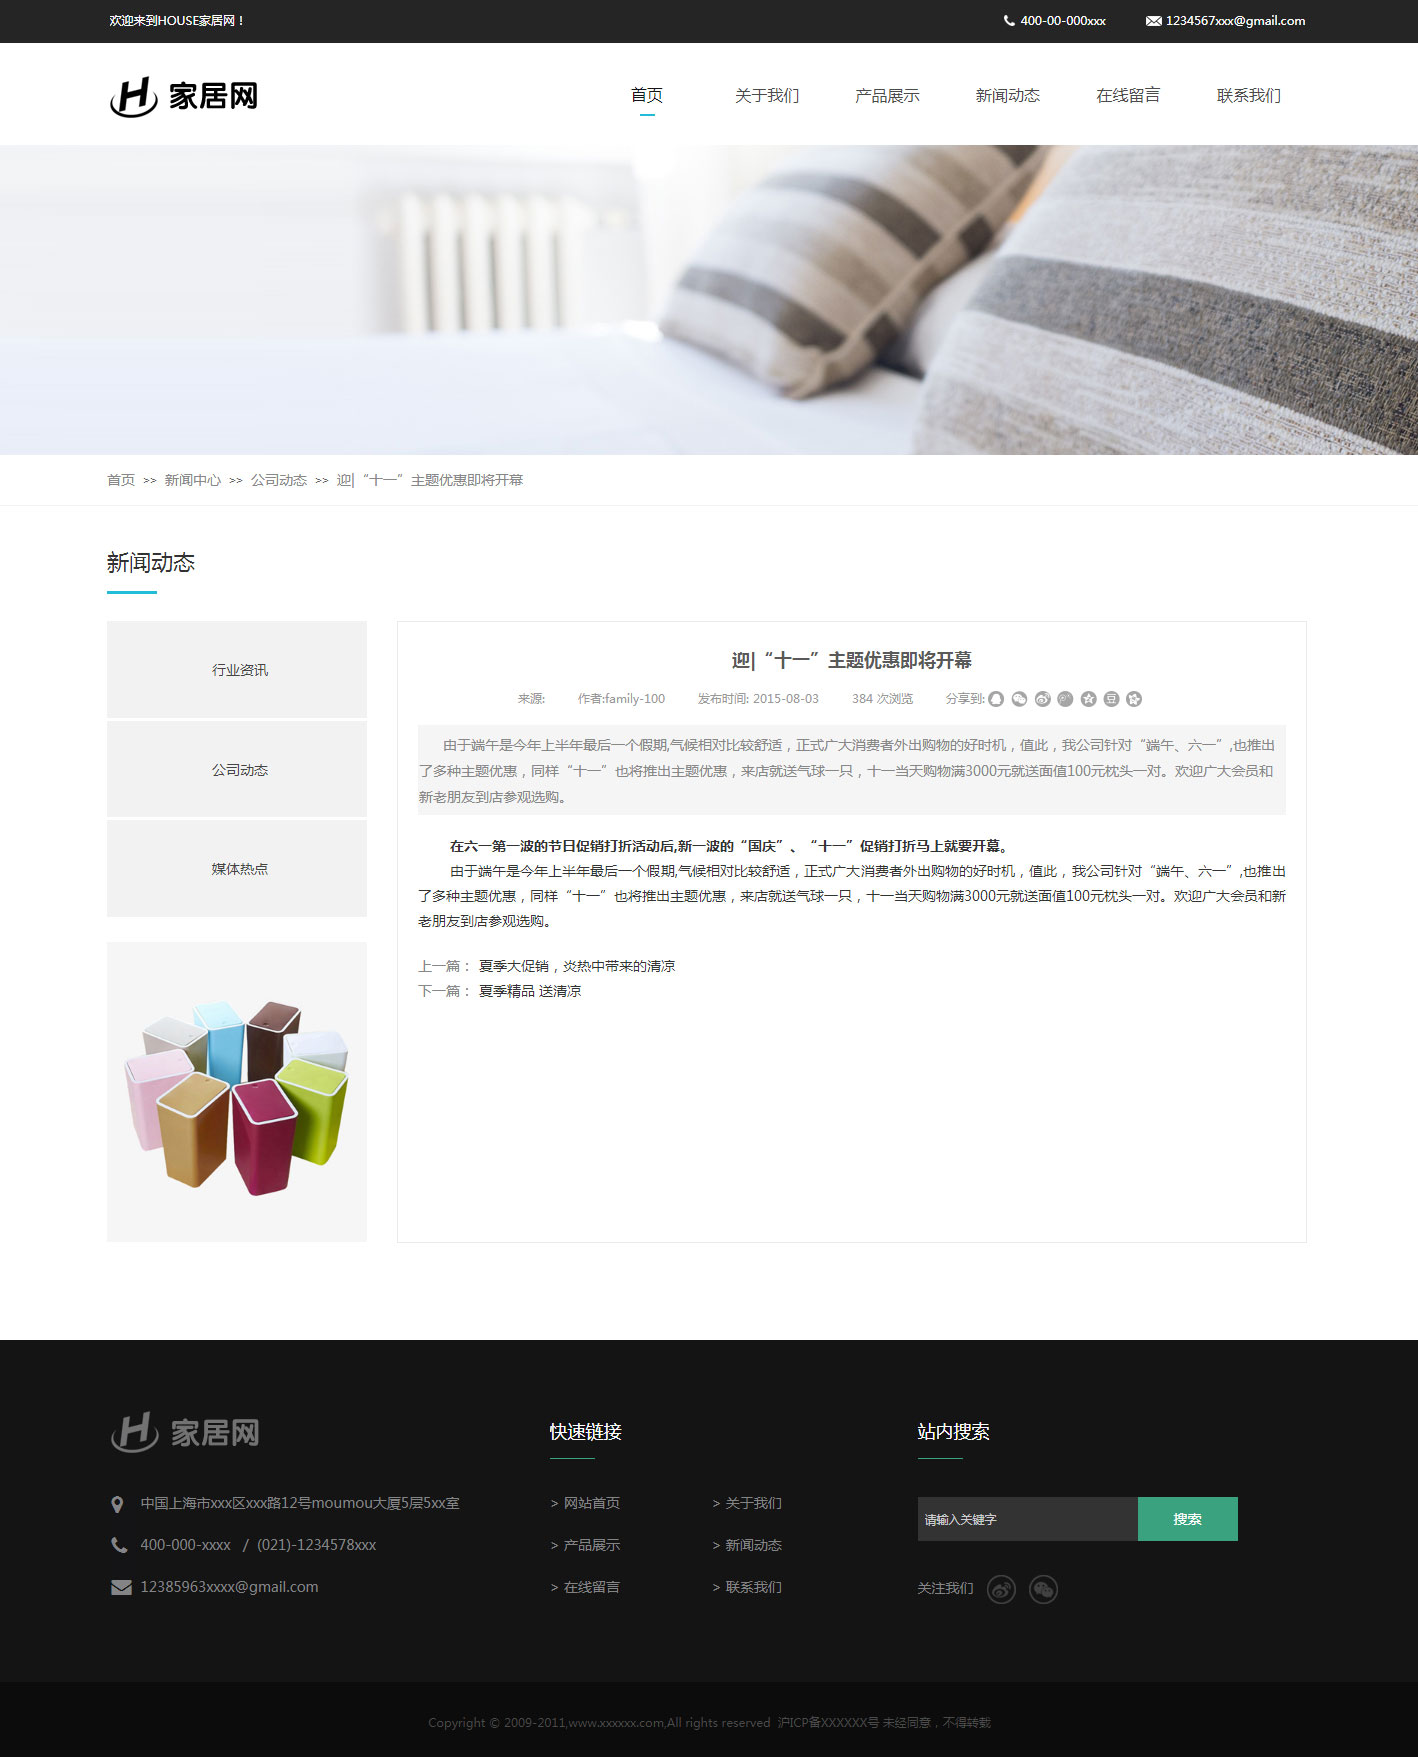 欢迎来到HOUSE家居网！
400-00-000xxx
1234567xxx@gmail.com
H 家居网
首页
关于我们
产品展示
新闻动态
在线留言
联系我们
首页 >> 新闻中心 >> 公司动态 >> 迎|“十一”主题优惠即将开幕
新闻动态
行业资讯
公司动态
媒体热点
迎|“十一”主题优惠即将开幕
来源: 作者:family-100 发布时间: 2015-08-03 384 次浏览 分享到:
由于端午是今年上半年最后一个假期,气候相对比较舒适，正式广大消费者外出购物的好时机，值此，我公司针对“端午、六一”,也推出
了多种主题优惠，同样“十一”也将推出主题优惠，来店就送气球一只，十一当天购物满3000元就送面值100元枕头一对。欢迎广大会员和
新老朋友到店参观选购。
在六一第一波的节日促销打折活动后,新一波的“国庆”、“十一”促销打折马上就要开幕。
由于端午是今年上半年最后一个假期,气候相对比较舒适，正式广大消费者外出购物的好时机，值此，我公司针对“端午、六一”,也推出
了多种主题优惠，同样“十一”也将推出主题优惠，来店就送气球一只，十一当天购物满3000元就送面值100元枕头一对。欢迎广大会员和新
老朋友到店参观选购。
上一篇： 夏季大促销，炎热中带来的清凉
下一篇： 夏季精品 送清凉
H 家居网
中国上海市xxx区xxx路12号moumou大厦5层5xx室
400-000-xxxx / (021)-1234578xxx
12385963xxxx@gmail.com
快速链接
> 网站首页
> 关于我们
> 产品展示
> 新闻动态
> 在线留言
> 联系我们
站内搜索
请输入关键字
搜索
关注我们
Copyright © 2009-2011,www.xxxxxx.com,All rights reserved 沪ICP备XXXXXX号 未经同意，不得转载